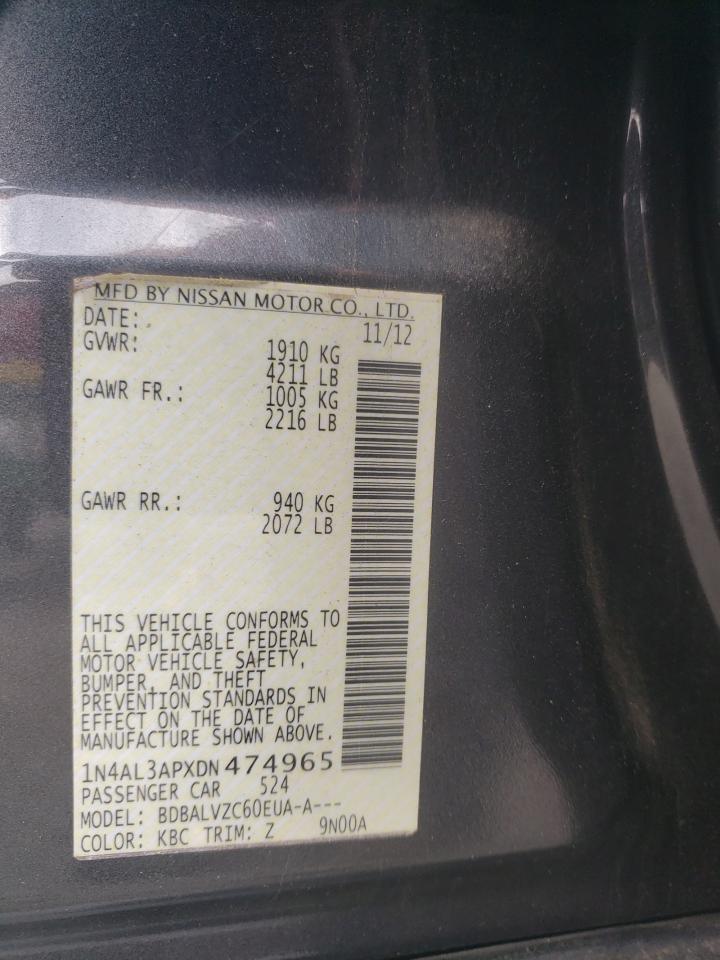 MFD BY NISSAN MOTOR CO., LTD.
DATE: 11/12
GVWR: 1910 KG
4211 LB
GAWR FR.: 1005 KG
2216 LB
GAWR RR.: 940 KG
2072 LB
THIS VEHICLE CONFORMS TO
ALL APPLICABLE FEDERAL
MOTOR VEHICLE SAFETY,
BUMPER, AND THEFT
PREVENTION STANDARDS IN
EFFECT ON THE DATE OF
MANUFACTURE SHOWN ABOVE.
1N4AL3APXDN474965
PASSENGER CAR 524
MODEL: BDBALVZC60EUA-A---
COLOR: KBC TRIM: Z 9N00A